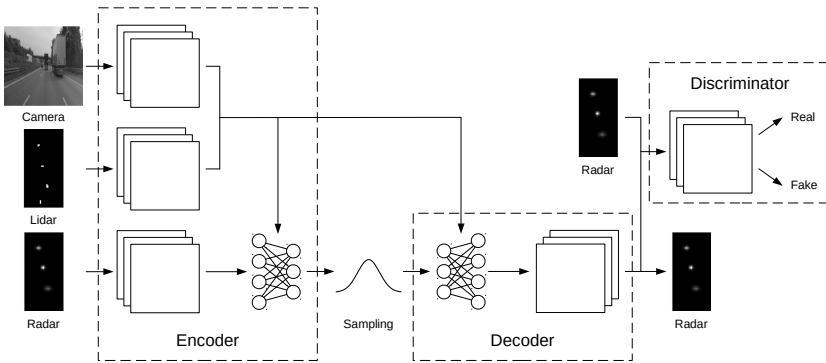 Camera
Lidar
Radar
Encoder
Sampling
Decoder
Radar
Discriminator
Real
Fake
Radar